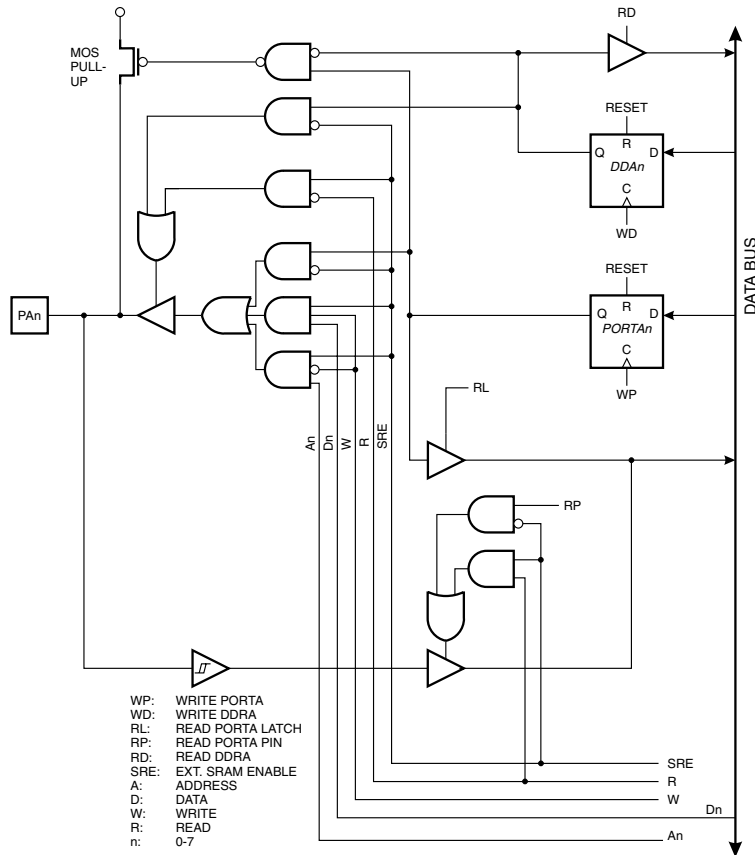 RD
MOS
PULL-
UP
RESET
R
Q
D
DDAn
C
WD
DATA BUS
RESET
R
Q
D
PORTAn
C
WP
PAn
RL
An
Dn
W
R
SRE
RP
WP: WRITE PORTA
WD: WRITE DDRA
RL: READ PORTA LATCH
RP: READ PORTA PIN
RD: READ DDRA
SRE: EXT. SRAM ENABLE
A: ADDRESS
D: DATA
W: WRITE
R: READ
n: 0-7
SRE
R
W
Dn
An